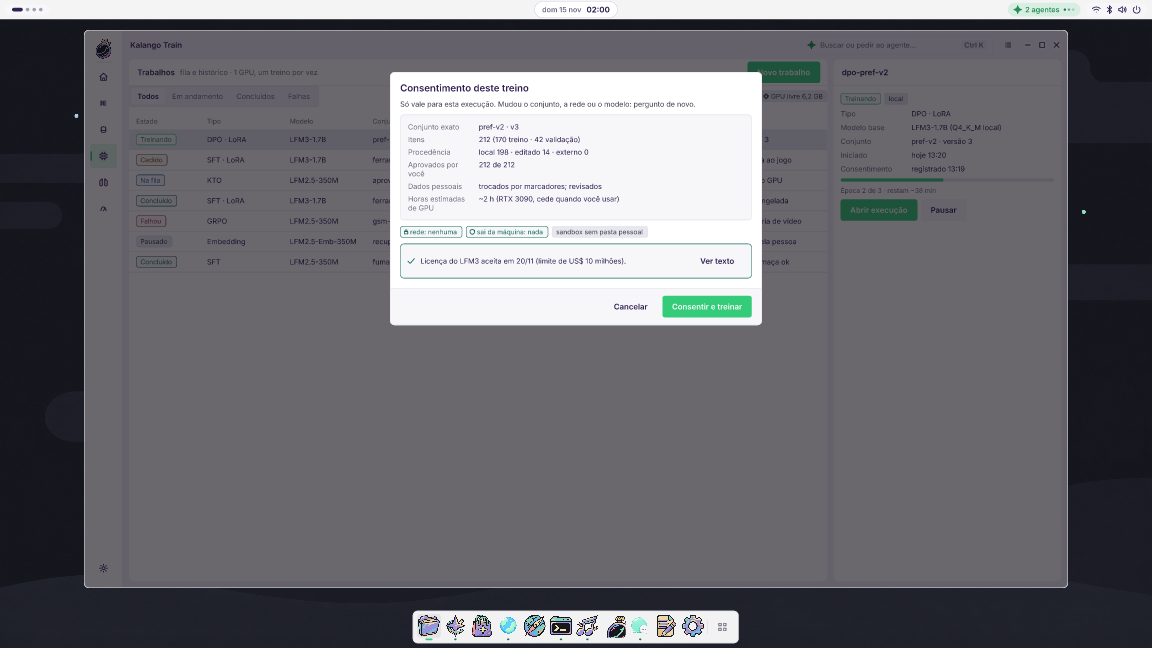 dom 15 nov 02:00
2 agentes
Kalango Train
Buscar ou pedir ao agente...
Ctrl K
Trabalhos fila e histórico · 1 GPU, um treino por vez
Novo trabalho
Todos Em andamento Concluídos Falhas
GPU livre 6,2 GB
Estado Tipo Modelo
Treinando DPO · LoRA LFM3-1.7B
Cedido SFT · LoRA LFM3-1.7B
Na fila KTO LFM2.5-350M
Concluído SFT · LoRA LFM3-1.7B
Falhou GRPO LFM2.5-350M
Pausado Embedding LFM2.5-Emb-350M
Concluído SFT LFM2.5-350M
Consentimento deste treino
Só vale para esta execução. Mudou o conjunto, a rede ou o modelo: pergunto de novo.
Conjunto exato pref-v2 · v3
Itens 212 (170 treino · 42 validação)
Procedência local 198 · editado 14 · externo 0
Aprovados por você 212 de 212
Dados pessoais trocados por marcadores; revisados
Horas estimadas de GPU ~2 h (RTX 3090, cede quando você usar)
rede: nenhuma
sai da máquina: nada
sandbox sem pasta pessoal
Licença do LFM3 aceita em 20/11 (limite de US$ 10 milhões).
Ver texto
Cancelar
Consentir e treinar
dpo-pref-v2
Treinando local
Tipo DPO · LoRA
Modelo base LFM3-1.7B (Q4_K_M local)
Conjunto pref-v2 · versão 3
Iniciado hoje 13:20
Consentimento registrado 13:19
Época 2 de 3 · restam ~38 min
Abrir execução
Pausar